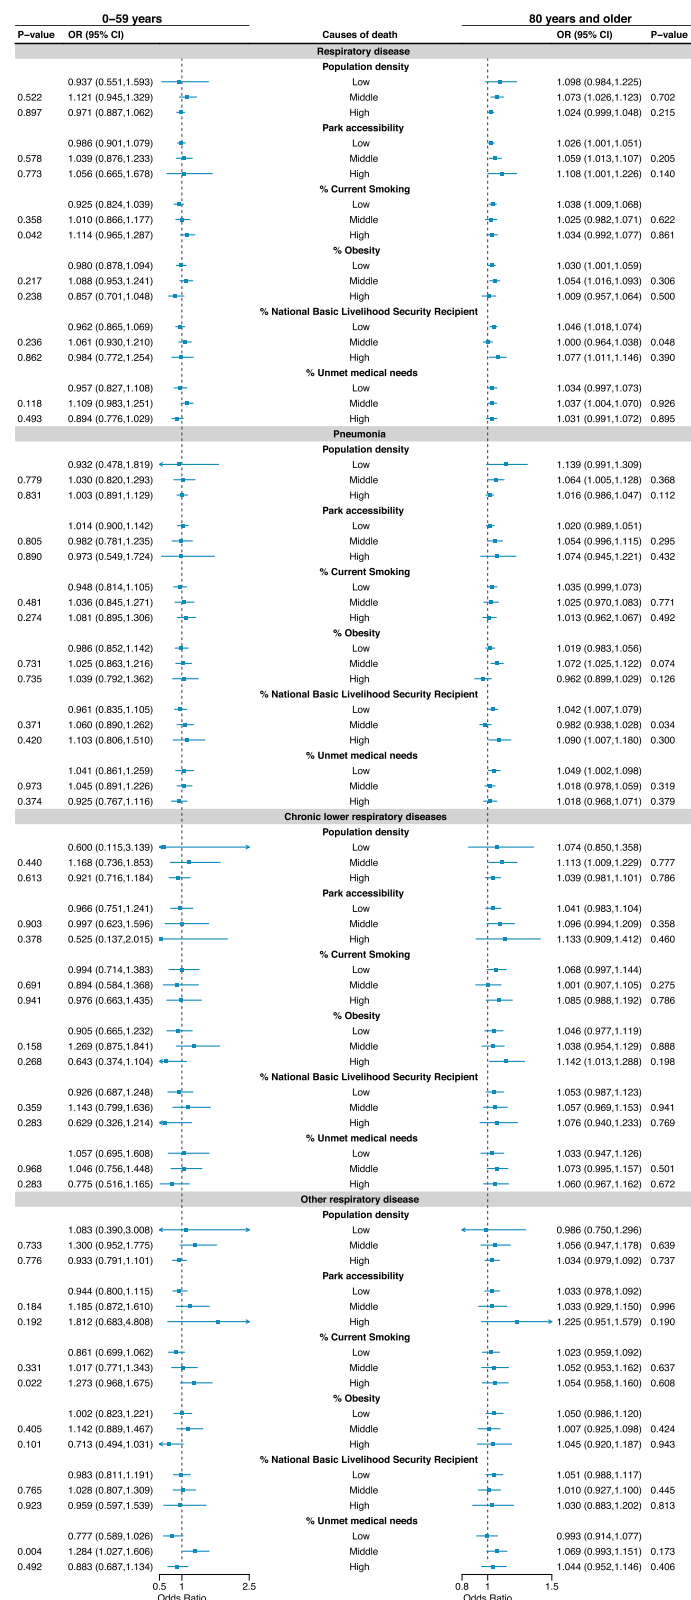 0–59 years 80 years and older
P−value OR (95% CI) Causes of death OR (95% CI) P−value
Respiratory disease
Population density
0.937 (0.551,1.593) Low 1.098 (0.984,1.225)
0.522 1.121 (0.945,1.329) Middle 1.073 (1.026,1.123) 0.702
0.897 0.971 (0.887,1.062) High 1.024 (0.999,1.048) 0.215
Park accessibility
0.986 (0.901,1.079) Low 1.026 (1.001,1.051)
0.578 1.039 (0.876,1.233) Middle 1.059 (1.013,1.107) 0.205
0.773 1.056 (0.665,1.678) High 1.108 (1.001,1.226) 0.140
% Current Smoking
0.925 (0.824,1.039) Low 1.038 (1.009,1.068)
0.358 1.010 (0.866,1.177) Middle 1.025 (0.982,1.071) 0.622
0.042 1.114 (0.965,1.287) High 1.034 (0.992,1.077) 0.861
% Obesity
0.980 (0.878,1.094) Low 1.030 (1.001,1.059)
0.217 1.088 (0.953,1.241) Middle 1.054 (1.016,1.093) 0.306
0.238 0.857 (0.701,1.048) High 1.009 (0.957,1.064) 0.500
% National Basic Livelihood Security Recipient
0.962 (0.865,1.069) Low 1.046 (1.018,1.074)
0.236 1.061 (0.930,1.210) Middle 1.000 (0.964,1.038) 0.048
0.862 0.984 (0.772,1.254) High 1.077 (1.011,1.146) 0.390
% Unmet medical needs
0.957 (0.827,1.108) Low 1.034 (0.997,1.073)
0.118 1.109 (0.983,1.251) Middle 1.037 (1.004,1.070) 0.926
0.493 0.894 (0.776,1.029) High 1.031 (0.991,1.072) 0.895
Pneumonia
Population density
0.932 (0.478,1.819) Low 1.139 (0.991,1.309)
0.779 1.030 (0.820,1.293) Middle 1.064 (1.005,1.128) 0.368
0.831 1.003 (0.891,1.129) High 1.016 (0.986,1.047) 0.112
Park accessibility
1.014 (0.900,1.142) Low 1.020 (0.989,1.051)
0.805 0.982 (0.781,1.235) Middle 1.054 (0.996,1.115) 0.295
0.890 0.973 (0.549,1.724) High 1.074 (0.945,1.221) 0.432
% Current Smoking
0.948 (0.814,1.105) Low 1.035 (0.999,1.073)
0.481 1.036 (0.845,1.271) Middle 1.025 (0.970,1.083) 0.771
0.274 1.081 (0.895,1.306) High 1.013 (0.962,1.067) 0.492
% Obesity
0.986 (0.852,1.142) Low 1.019 (0.983,1.056)
0.731 1.025 (0.863,1.216) Middle 1.072 (1.025,1.122) 0.074
0.735 1.039 (0.792,1.362) High 0.962 (0.899,1.029) 0.126
% National Basic Livelihood Security Recipient
0.961 (0.835,1.105) Low 1.042 (1.007,1.079)
0.371 1.060 (0.890,1.262) Middle 0.982 (0.938,1.028) 0.034
0.420 1.103 (0.806,1.510) High 1.090 (1.007,1.180) 0.300
% Unmet medical needs
1.041 (0.861,1.259) Low 1.049 (1.002,1.098)
0.973 1.045 (0.891,1.226) Middle 1.018 (0.978,1.059) 0.319
0.374 0.925 (0.767,1.116) High 1.018 (0.968,1.071) 0.379
Chronic lower respiratory diseases
Population density
0.600 (0.115,3.139) Low 1.074 (0.850,1.358)
0.440 1.168 (0.736,1.853) Middle 1.113 (1.009,1.229) 0.777
0.613 0.921 (0.716,1.184) High 1.039 (0.981,1.101) 0.786
Park accessibility
0.966 (0.751,1.241) Low 1.041 (0.983,1.104)
0.903 0.997 (0.623,1.596) Middle 1.096 (0.994,1.209) 0.358
0.378 0.525 (0.137,2.015) High 1.133 (0.909,1.412) 0.460
% Current Smoking
0.994 (0.714,1.383) Low 1.068 (0.997,1.144)
0.691 0.894 (0.584,1.368) Middle 1.001 (0.907,1.105) 0.275
0.941 0.976 (0.663,1.435) High 1.085 (0.988,1.192) 0.786
% Obesity
0.905 (0.665,1.232) Low 1.046 (0.977,1.119)
0.158 1.269 (0.875,1.841) Middle 1.038 (0.954,1.129) 0.888
0.268 0.643 (0.374,1.104) High 1.142 (1.013,1.288) 0.198
% National Basic Livelihood Security Recipient
0.926 (0.687,1.248) Low 1.053 (0.987,1.123)
0.359 1.143 (0.799,1.636) Middle 1.057 (0.969,1.153) 0.941
0.283 0.629 (0.326,1.214) High 1.076 (0.940,1.233) 0.769
% Unmet medical needs
1.057 (0.695,1.608) Low 1.033 (0.947,1.126)
0.968 1.046 (0.756,1.448) Middle 1.073 (0.995,1.157) 0.501
0.283 0.775 (0.516,1.165) High 1.060 (0.967,1.162) 0.672
Other respiratory disease
Population density
1.083 (0.390,3.008) Low 0.986 (0.750,1.296)
0.733 1.300 (0.952,1.775) Middle 1.056 (0.947,1.178) 0.639
0.776 0.933 (0.791,1.101) High 1.034 (0.979,1.092) 0.737
Park accessibility
0.944 (0.800,1.115) Low 1.033 (0.978,1.092)
0.184 1.185 (0.872,1.610) Middle 1.033 (0.929,1.150) 0.996
0.192 1.812 (0.683,4.808) High 1.225 (0.951,1.579) 0.190
% Current Smoking
0.861 (0.699,1.062) Low 1.023 (0.959,1.092)
0.331 1.017 (0.771,1.343) Middle 1.052 (0.953,1.162) 0.637
0.022 1.273 (0.968,1.675) High 1.054 (0.958,1.160) 0.608
% Obesity
1.002 (0.823,1.221) Low 1.050 (0.986,1.120)
0.405 1.142 (0.889,1.467) Middle 1.007 (0.925,1.098) 0.424
0.101 0.713 (0.494,1.031) High 1.045 (0.920,1.187) 0.943
% National Basic Livelihood Security Recipient
0.983 (0.811,1.191) Low 1.051 (0.988,1.117)
0.765 1.028 (0.807,1.309) Middle 1.010 (0.927,1.100) 0.445
0.923 0.959 (0.597,1.539) High 1.030 (0.883,1.202) 0.813
% Unmet medical needs
0.777 (0.589,1.026) Low 0.993 (0.914,1.077)
0.004 1.284 (1.027,1.606) Middle 1.069 (0.993,1.151) 0.173
0.492 0.883 (0.687,1.134) High 1.044 (0.952,1.146) 0.406
0.5 1 2.5 0.8 1 1.5
Odds Ratio Odds Ratio